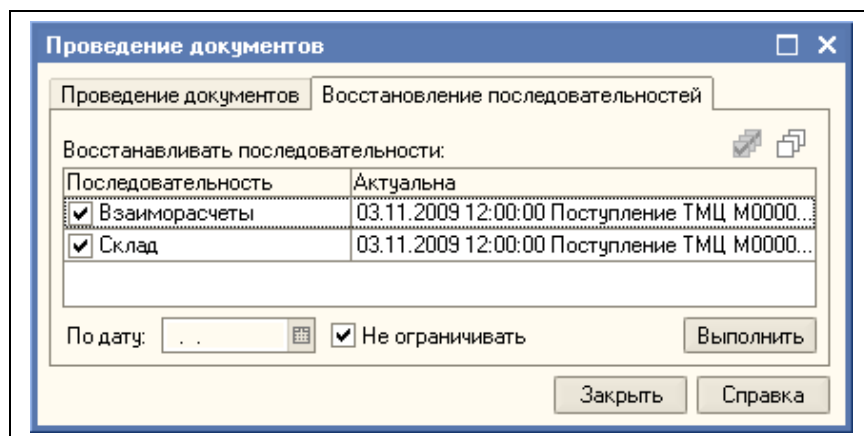 Проведение документов
Проведение документов Восстановление последовательностей
Восстанавливать последовательности:
Последовательность Актуальна
Взаиморасчеты 03.11.2009 12:00:00 Поступление ТМЦ М0000...
Склад 03.11.2009 12:00:00 Поступление ТМЦ М0000...
По дату: . . Не ограничивать Выполнить
Закрыть Справка